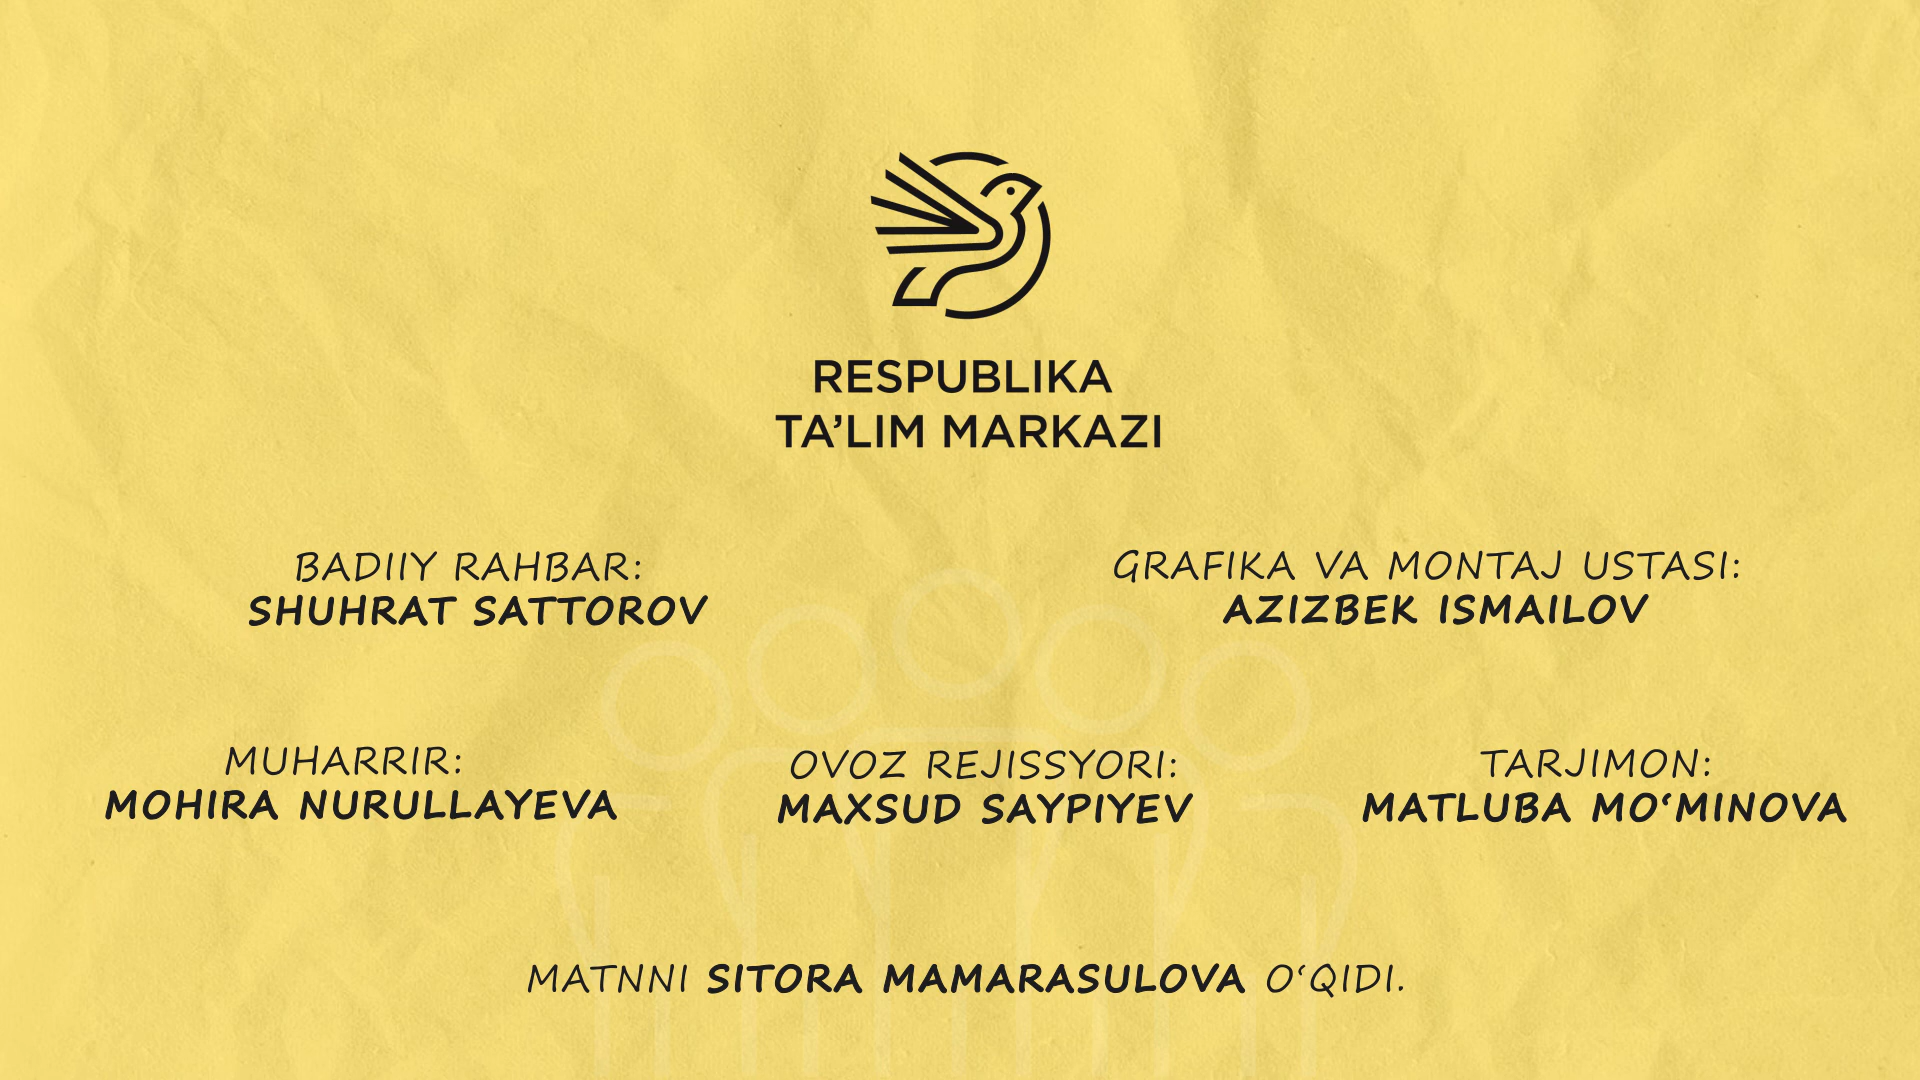 RESPUBLIKA
TA’LIM MARKAZI
BADIIY RAHBAR:
SHUHRAT SATTOROV
GRAFIKA VA MONTAJ USTASI:
AZIZBEK ISMAILOV
MUHARRIR:
MOHIRA NURULLAYEVA
OVOZ REJISSYORI:
MAXSUD SAYPIYEV
TARJIMON:
MATLUBA MO‘MINOVA
MATNNI SITORA MAMARASULOVA O‘QIDI.